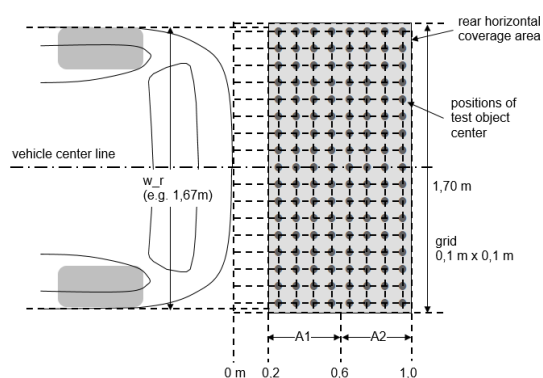 rear horizontal
coverage area
positions of
test object
center
vehicle center line
w_r
(e.g. 1,67m)
1,70 m
grid
0,1 m x 0,1 m
A1
A2
0 m
0.2
0.6
1.0